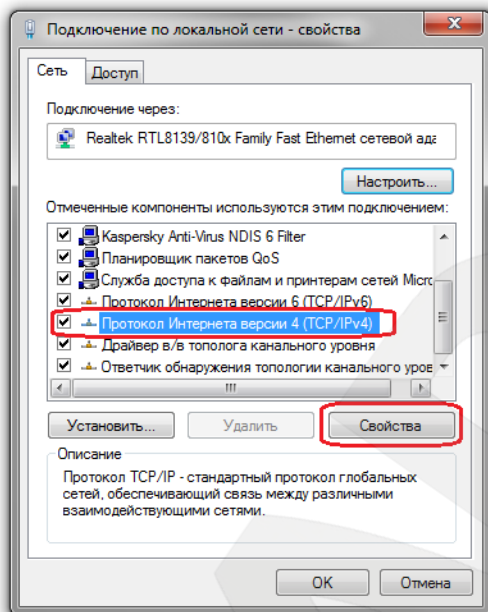 Подключение по локальной сети - свойства
Сеть
Доступ
Подключение через:
Realtek RTL8139/810x Family Fast Ethernet сетевой ада
Настроить...
Отмеченные компоненты используются этим подключением:
Kaspersky Anti-Virus NDIS 6 Filter
Планировщик пакетов QoS
Служба доступа к файлам и принтерам сетей Micro
Протокол Интернета версии 6 (TCP/IPv6)
Протокол Интернета версии 4 (TCP/IPv4)
Драйвер в/в тополога канального уровня
Ответчик обнаружения топологии канального уров
Установить...
Удалить
Свойства
Описание
Протокол TCP/IP - стандартный протокол глобальных
сетей, обеспечивающий связь между различными
взаимодействующими сетями.
OK
Отмена